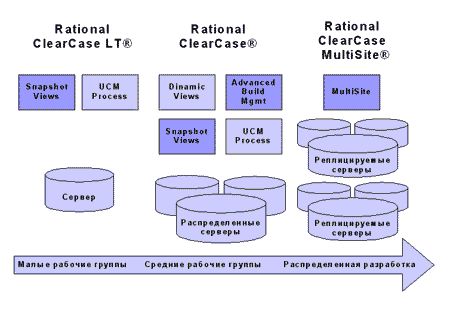 Rational
ClearCase LT®
Rational
ClearCase®
Rational
ClearCase
MultiSite®
Snapshot
Views
UCM
Process
Dinamic
Views
Advanced
Build
Mgmt
MultiSite
Snapshot
Views
UCM
Process
Реплицируемые
серверы
Сервер
Распределенные
серверы
Реплицируемые
серверы
Малые рабочие группы
Средние рабочие группы
Распределенная разработка